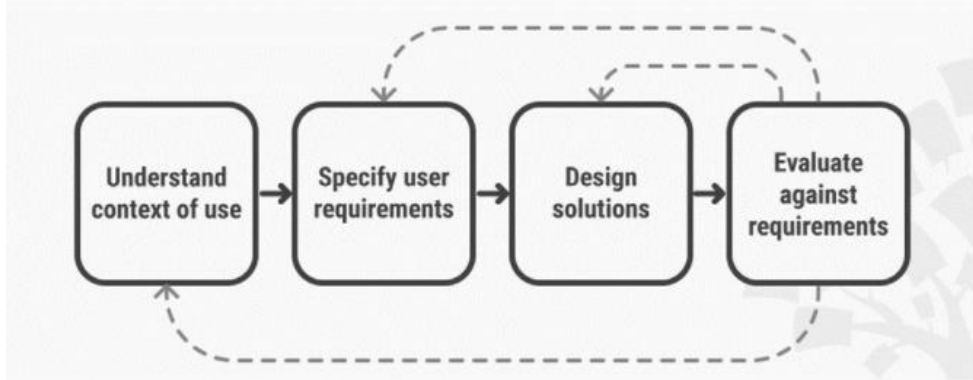 Understand
context of use
Specify user
requirements
Design
solutions
Evaluate
against
requirements